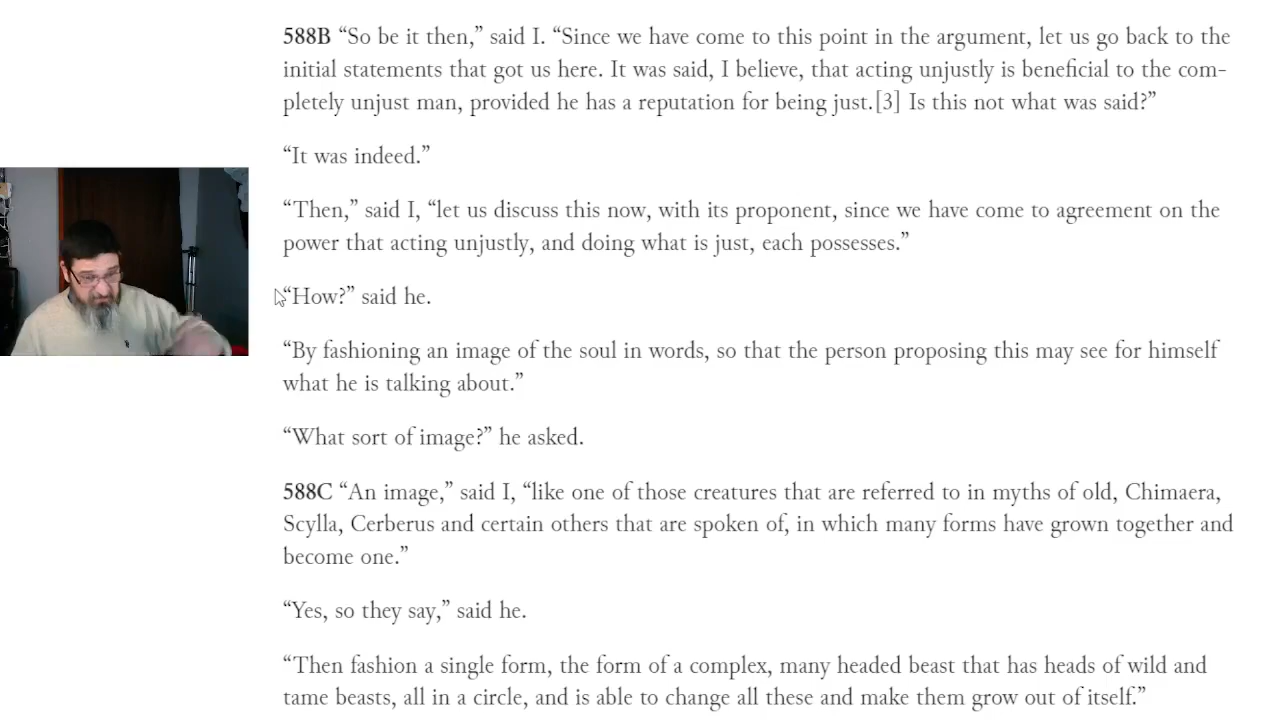 588B “So be it then,” said I. “Since we have come to this point in the argument, let us go back to the
initial statements that got us here. It was said, I believe, that acting unjustly is beneficial to the com-
pletely unjust man, provided he has a reputation for being just.[3] Is this not what was said?”
“It was indeed.”
“Then,” said I, “let us discuss this now, with its proponent, since we have come to agreement on the
power that acting unjustly, and doing what is just, each possesses.”
“How?” said he.
“By fashioning an image of the soul in words, so that the person proposing this may see for himself
what he is talking about.”
“What sort of image?” he asked.
588C “An image,” said I, “like one of those creatures that are referred to in myths of old, Chimaera,
Scylla, Cerberus and certain others that are spoken of, in which many forms have grown together and
become one.”
“Yes, so they say,” said he.
“Then fashion a single form, the form of a complex, many headed beast that has heads of wild and
tame beasts, all in a circle, and is able to change all these and make them grow out of itself.”